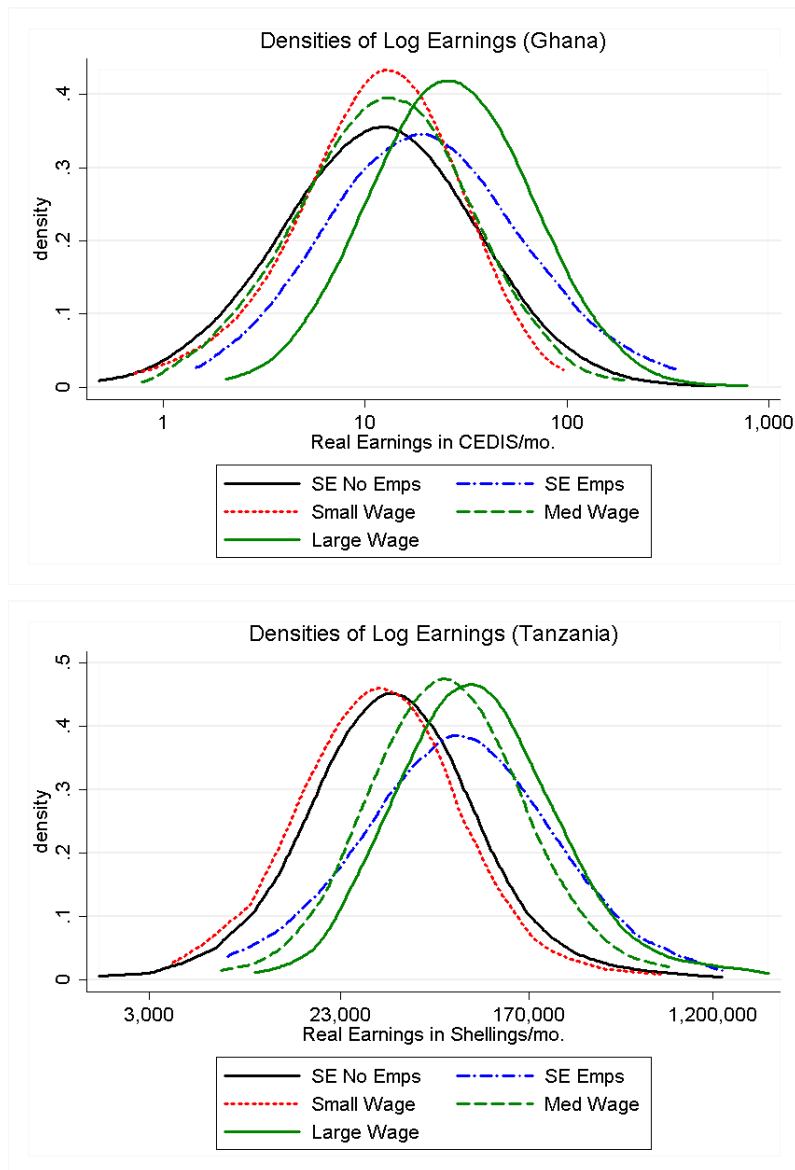 Densities of Log Earnings (Ghana)
.4
.3
.2
.1
0
density
1 10 100 1,000
Real Earnings in CEDIS/mo.
SE No Emps SE Emps
Small Wage Med Wage
Large Wage
Densities of Log Earnings (Tanzania)
.5
.4
.3
.2
.1
0
density
3,000 23,000 170,000 1,200,000
Real Earnings in Shellings/mo.
SE No Emps SE Emps
Small Wage Med Wage
Large Wage